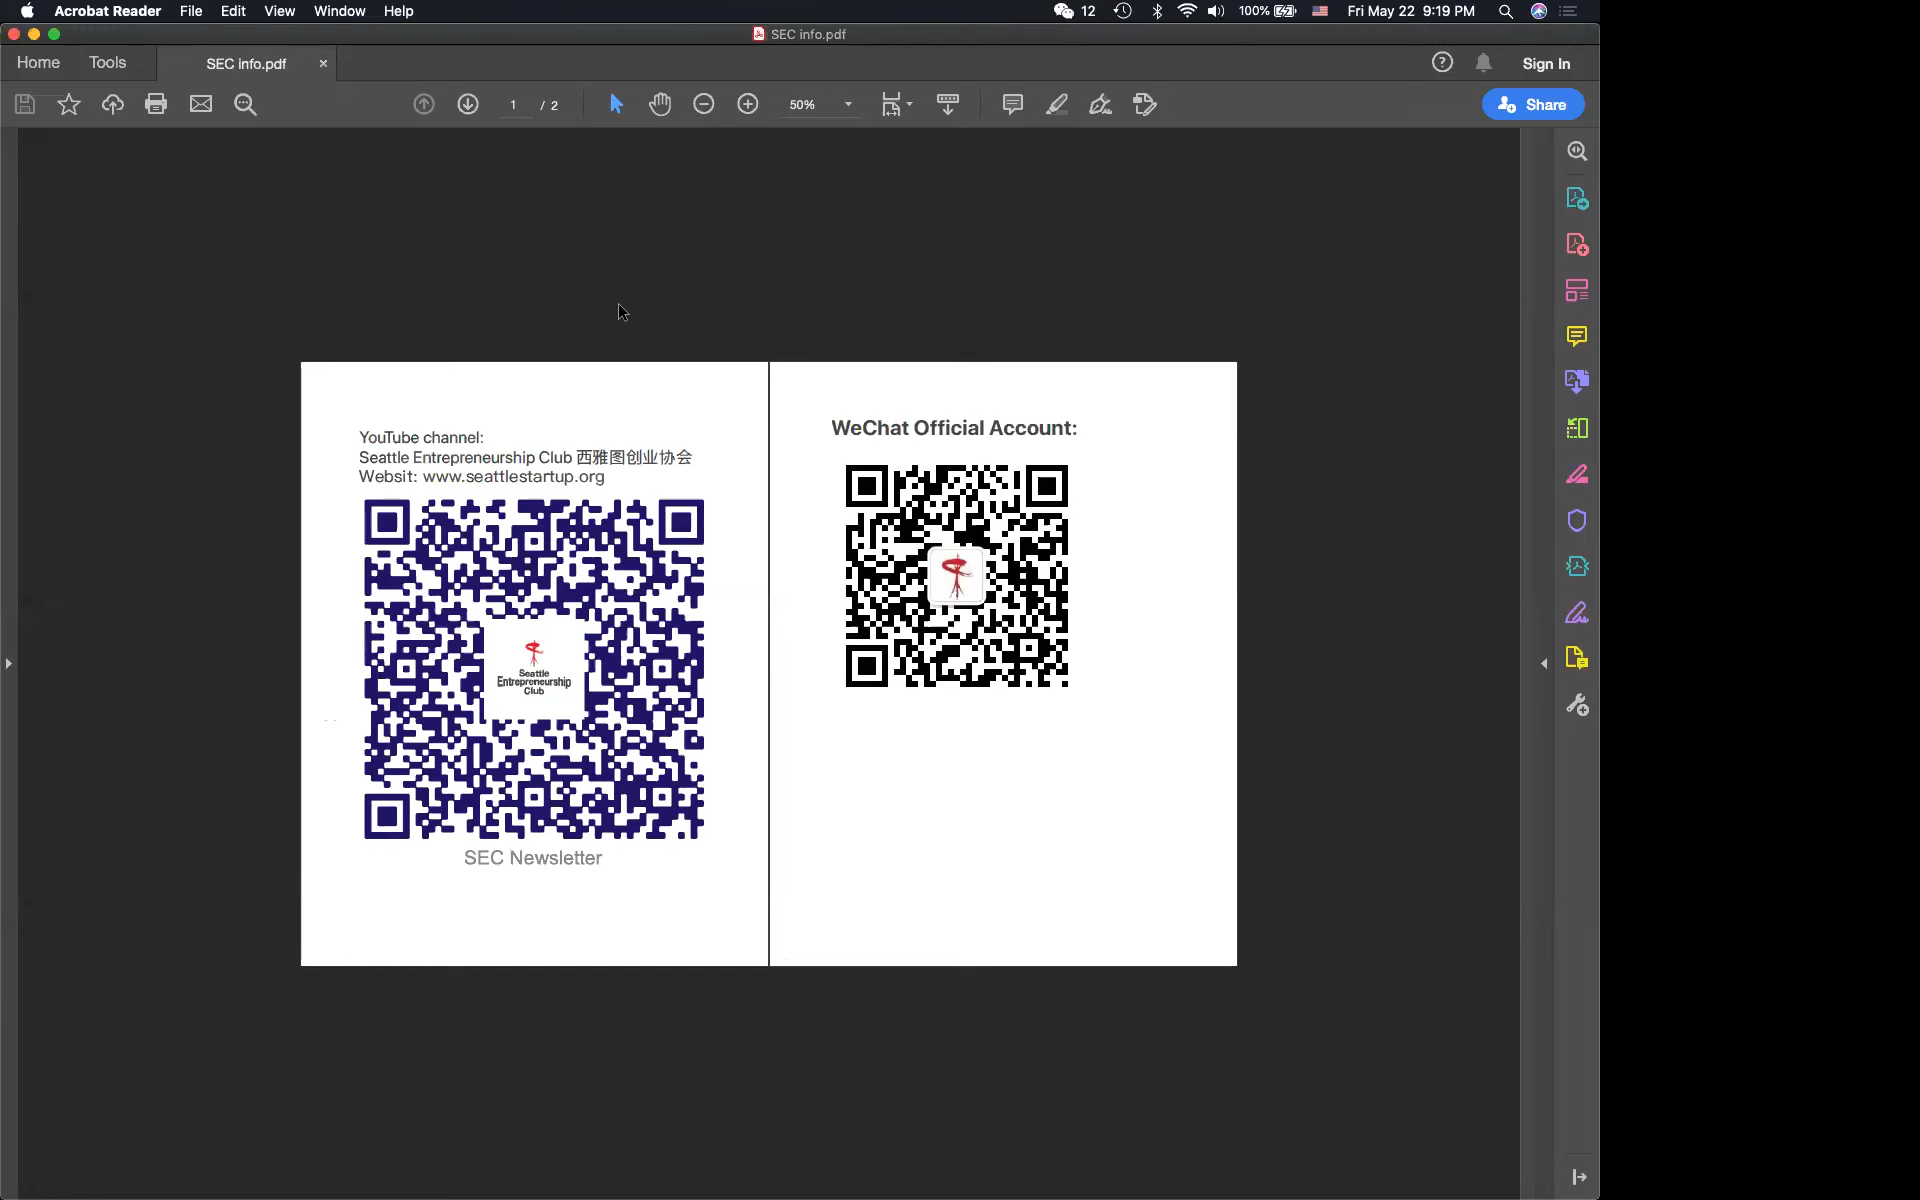 Acrobat Reader File Edit View Window Help 12 100% Fri May 22 9:19 PM
SEC info.pdf
Home Tools SEC info.pdf × Sign In
1 / 2 50% Share
YouTube channel:
Seattle Entrepreneurship Club 西雅图创业协会
Websit: www.seattlestartup.org
Seattle
Entrepreneurship
Club
SEC Newsletter
WeChat Official Account: